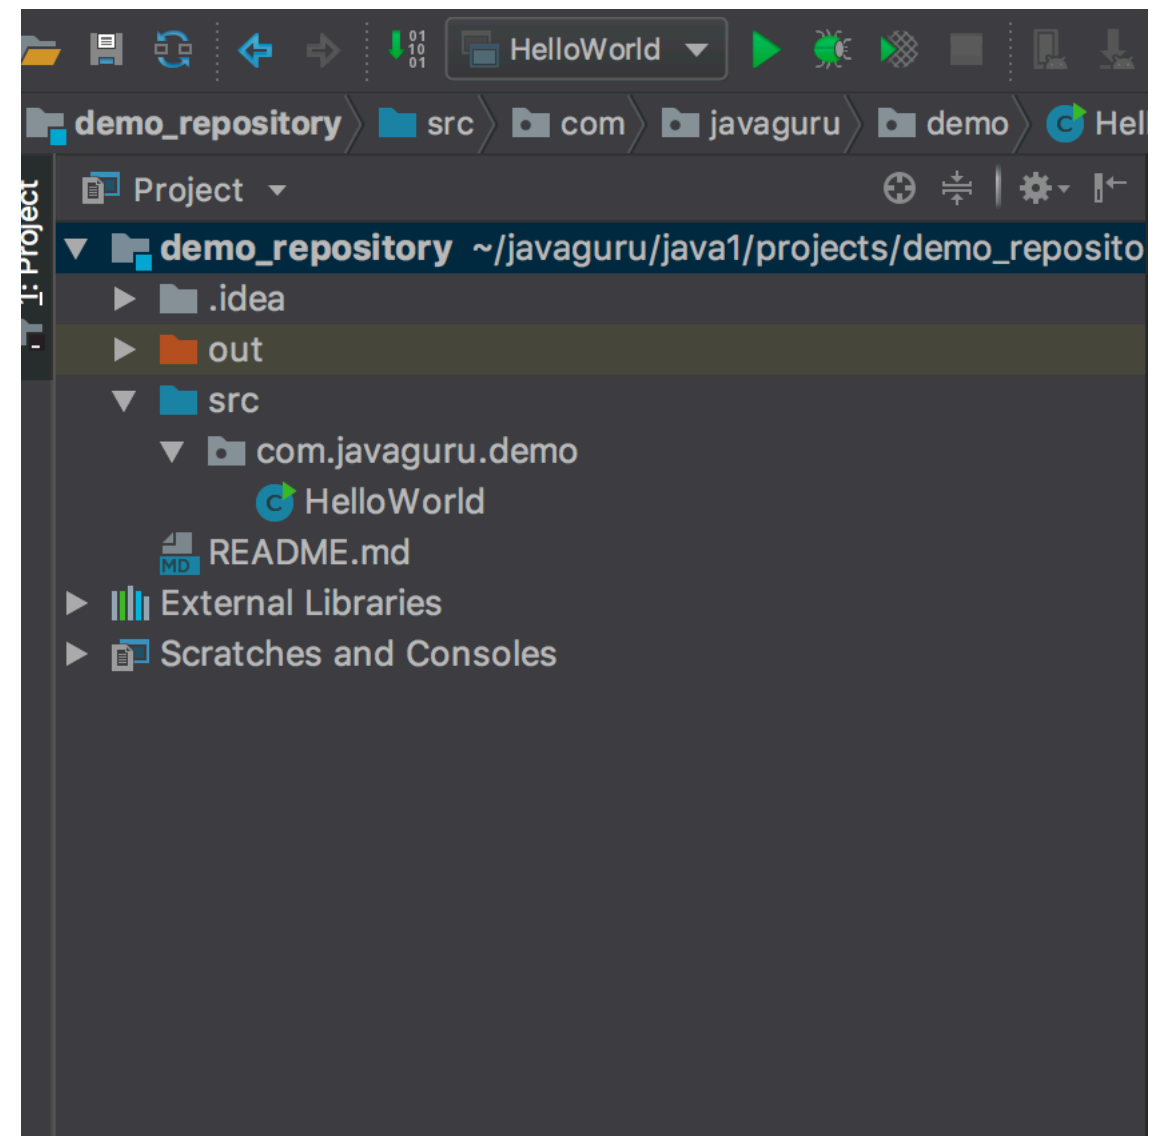 01
10
01
HelloWorld
demo_repository src com javaguru demo Hel
1: Project
Project
demo_repository ~/javaguru/java1/projects/demo_reposito
.idea
out
src
com.javaguru.demo
C HelloWorld
MD README.md
External Libraries
Scratches and Consoles